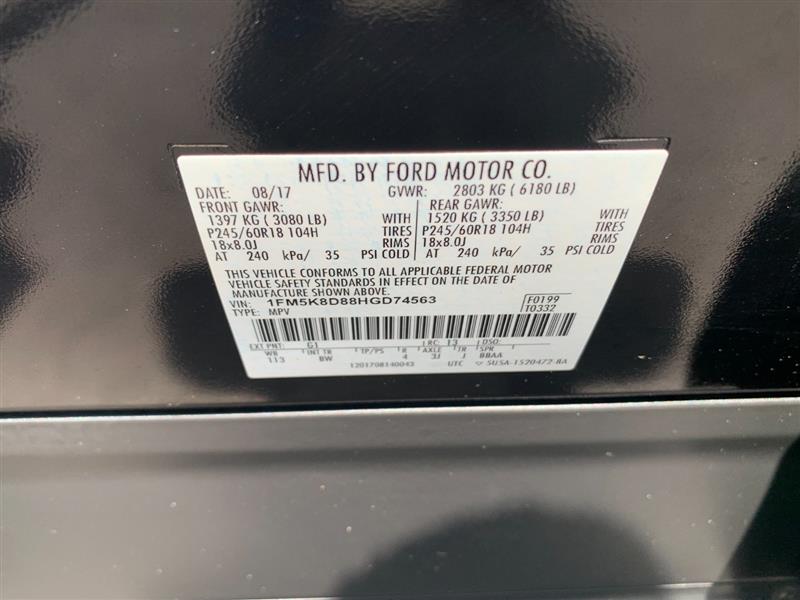 MFD. BY FORD MOTOR CO.
DATE: 08/17 GVWR: 2803 KG ( 6180 LB)
FRONT GAWR: REAR GAWR:
1397 KG ( 3080 LB) WITH 1520 KG ( 3350 LB) WITH
P245/60R18 104H TIRES P245/60R18 104H TIRES
18x8.0J RIMS 18x8.0J RIMS
AT 240 kPa/ 35 PSI COLD AT 240 kPa/ 35 PSI COLD
THIS VEHICLE CONFORMS TO ALL APPLICABLE FEDERAL MOTOR
VEHICLE SAFETY STANDARDS IN EFFECT ON THE DATE OF
MANUFACTURE SHOWN ABOVE.
VIN: 1FM5K8D88HGD74563 F0199
TYPE: MPV T0332
EXT PNT: G1 RC: 13 DSO:
WB INT TR TP/PS R AXLE TR SPR
113 BW 4 3J J BBAA
1201708140043 UTC 5U5A-1520472-BA